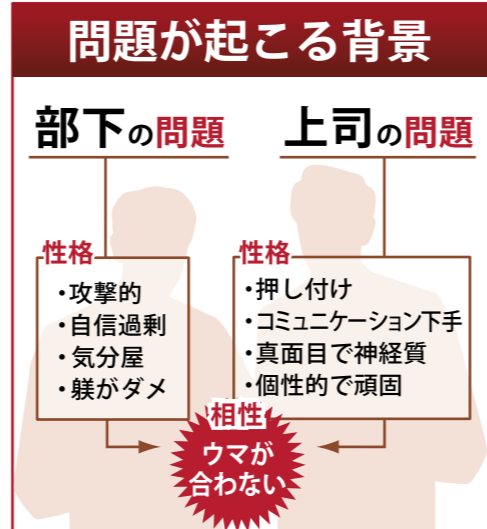 問題が起こる背景
部下の問題
性格
・攻撃的
・自信過剰
・気分屋
・躾がダメ
上司の問題
性格
・押し付け
・コミュニケーション下手
・真面目で神経質
・個性的で頑固
相性
ウマが
合わない